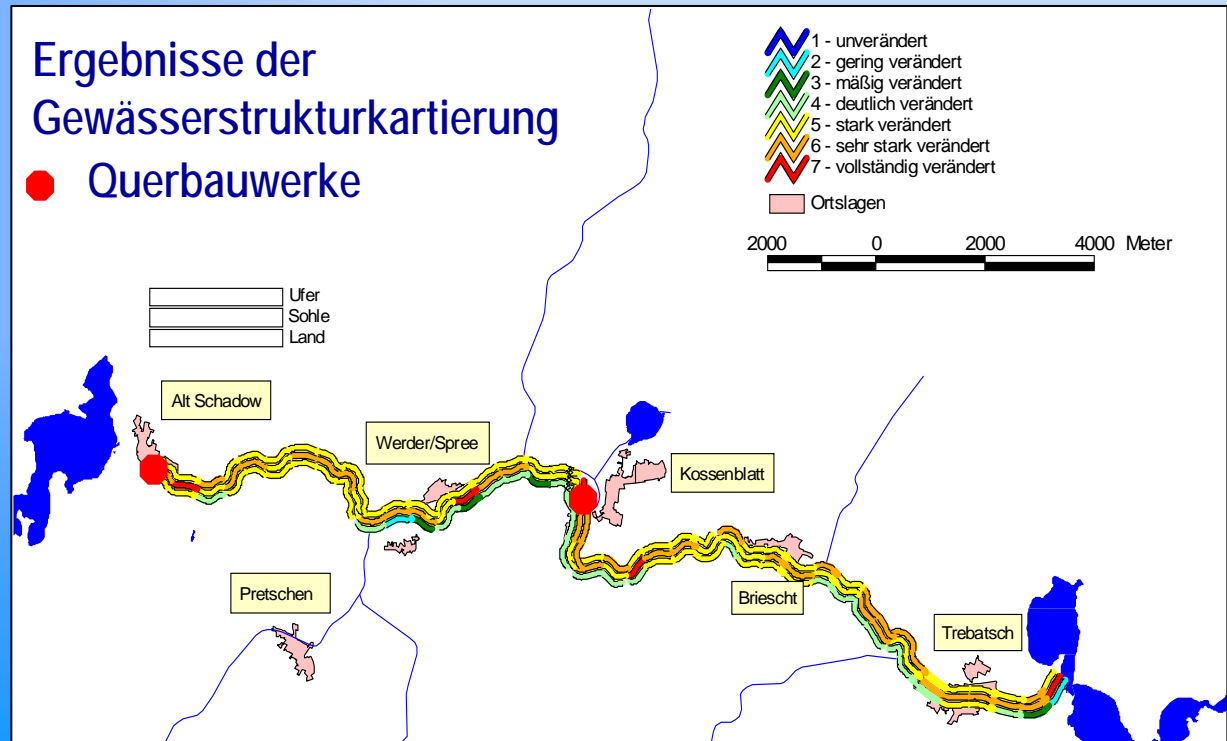 Ergebnisse der
Gewässerstrukturkartierung
Querbauwerke
1 - unverändert
2 - gering verändert
3 - mäßig verändert
4 - deutlich verändert
5 - stark verändert
6 - sehr stark verändert
7 - vollständig verändert
Ortslagen
2000 0 2000 4000 Meter
Ufer
Sohle
Land
Alt Schadow
Werder/Spree
Kossenblatt
Pretschen
Briescht
Trebatsch